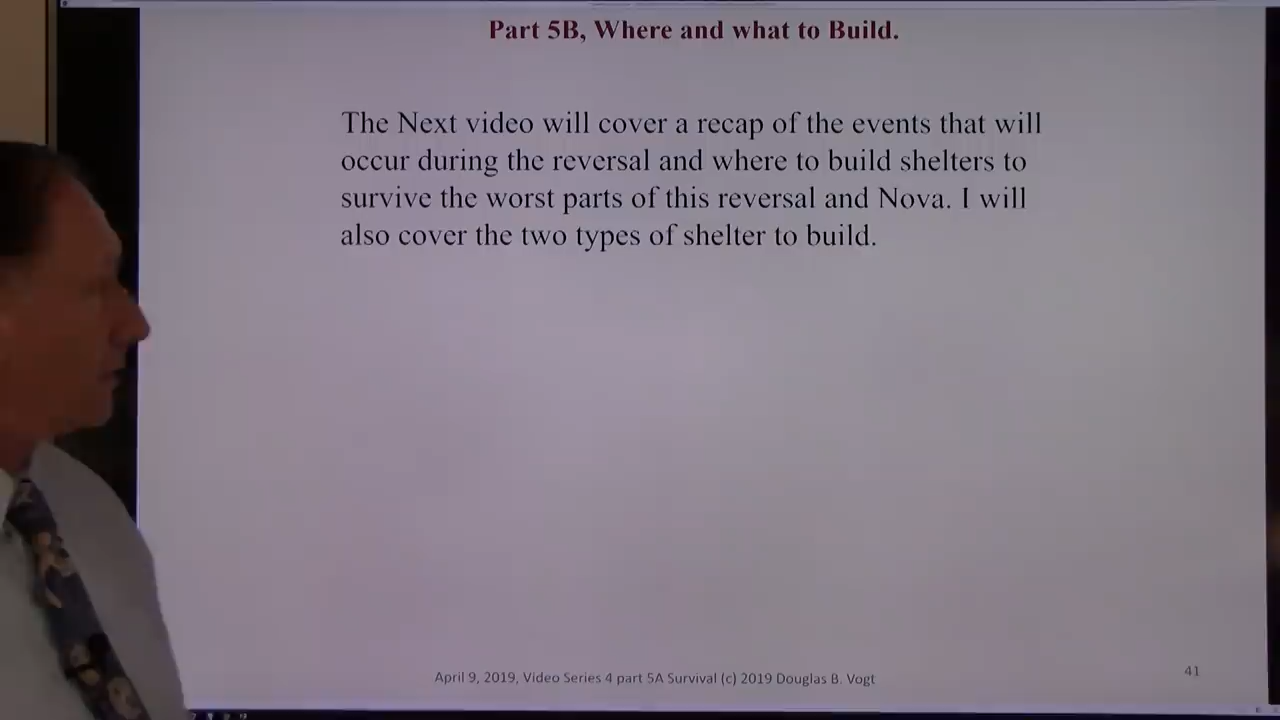 Part 5B, Where and what to Build.
The Next video will cover a recap of the events that will
occur during the reversal and where to build shelters to
survive the worst parts of this reversal and Nova. I will
also cover the two types of shelter to build.
April 9, 2019, Video Series 4 part 5A Survival (c) 2019 Douglas B. Vogt
41